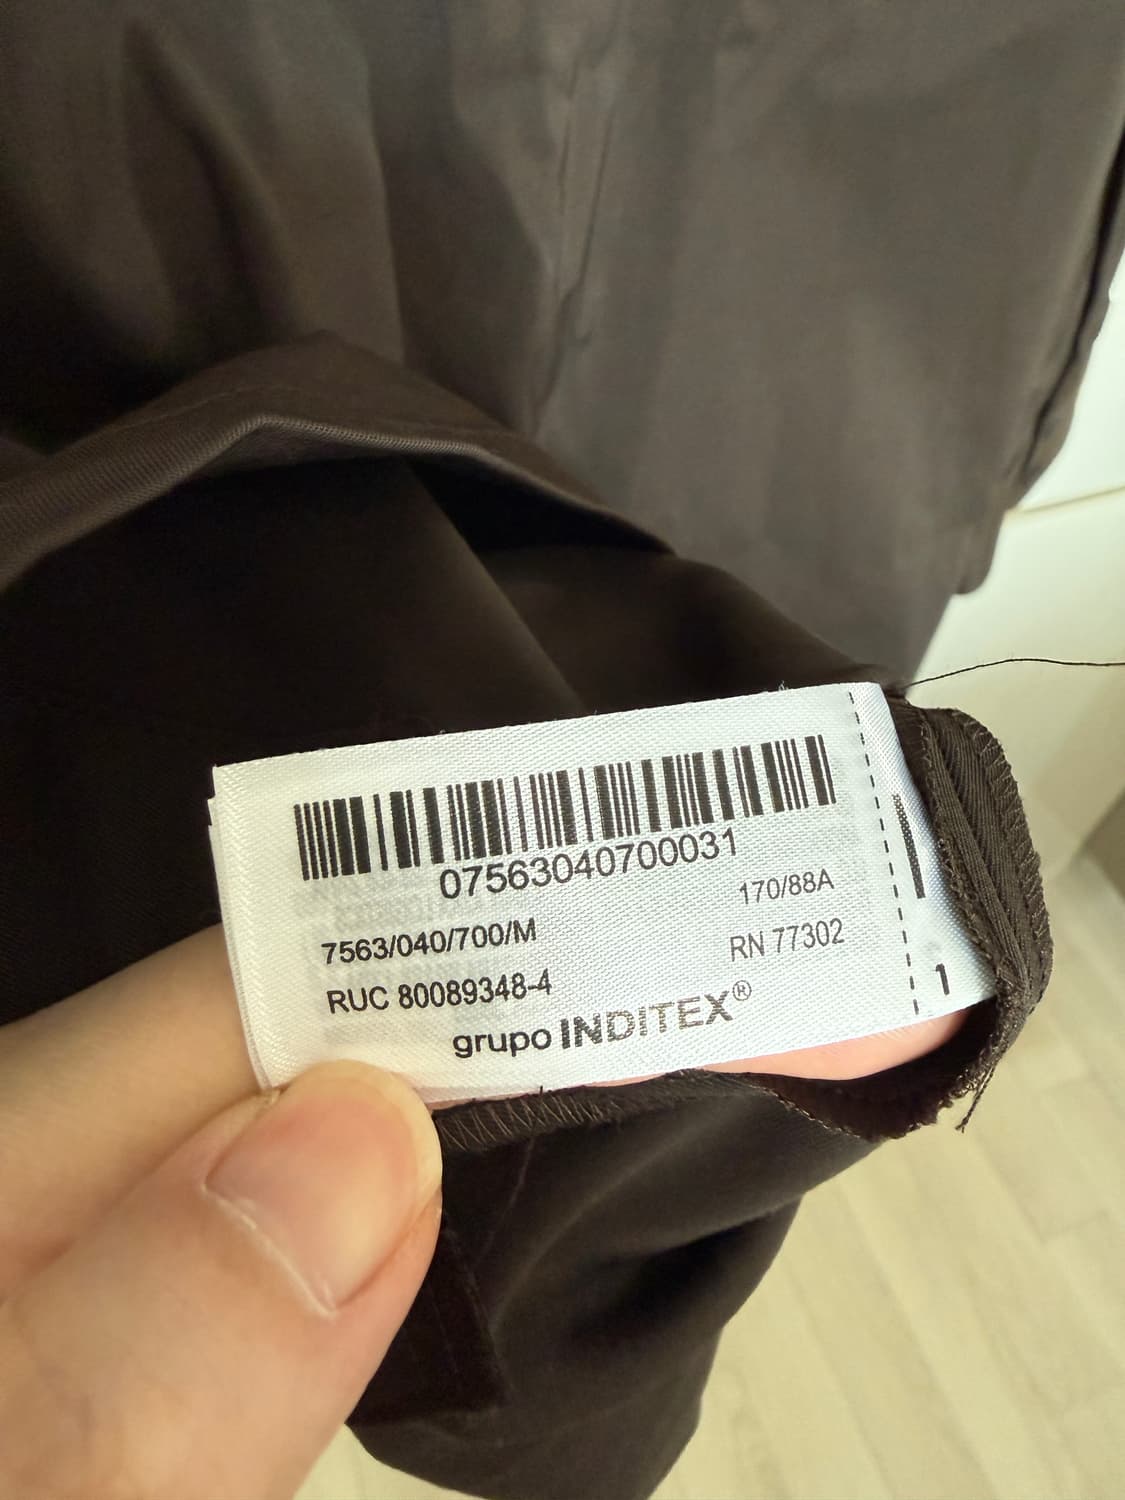 07563040700031
170/88A
7563/040/700/M
RN 77302
RUC 80089348-4
grupo INDITEX®
1